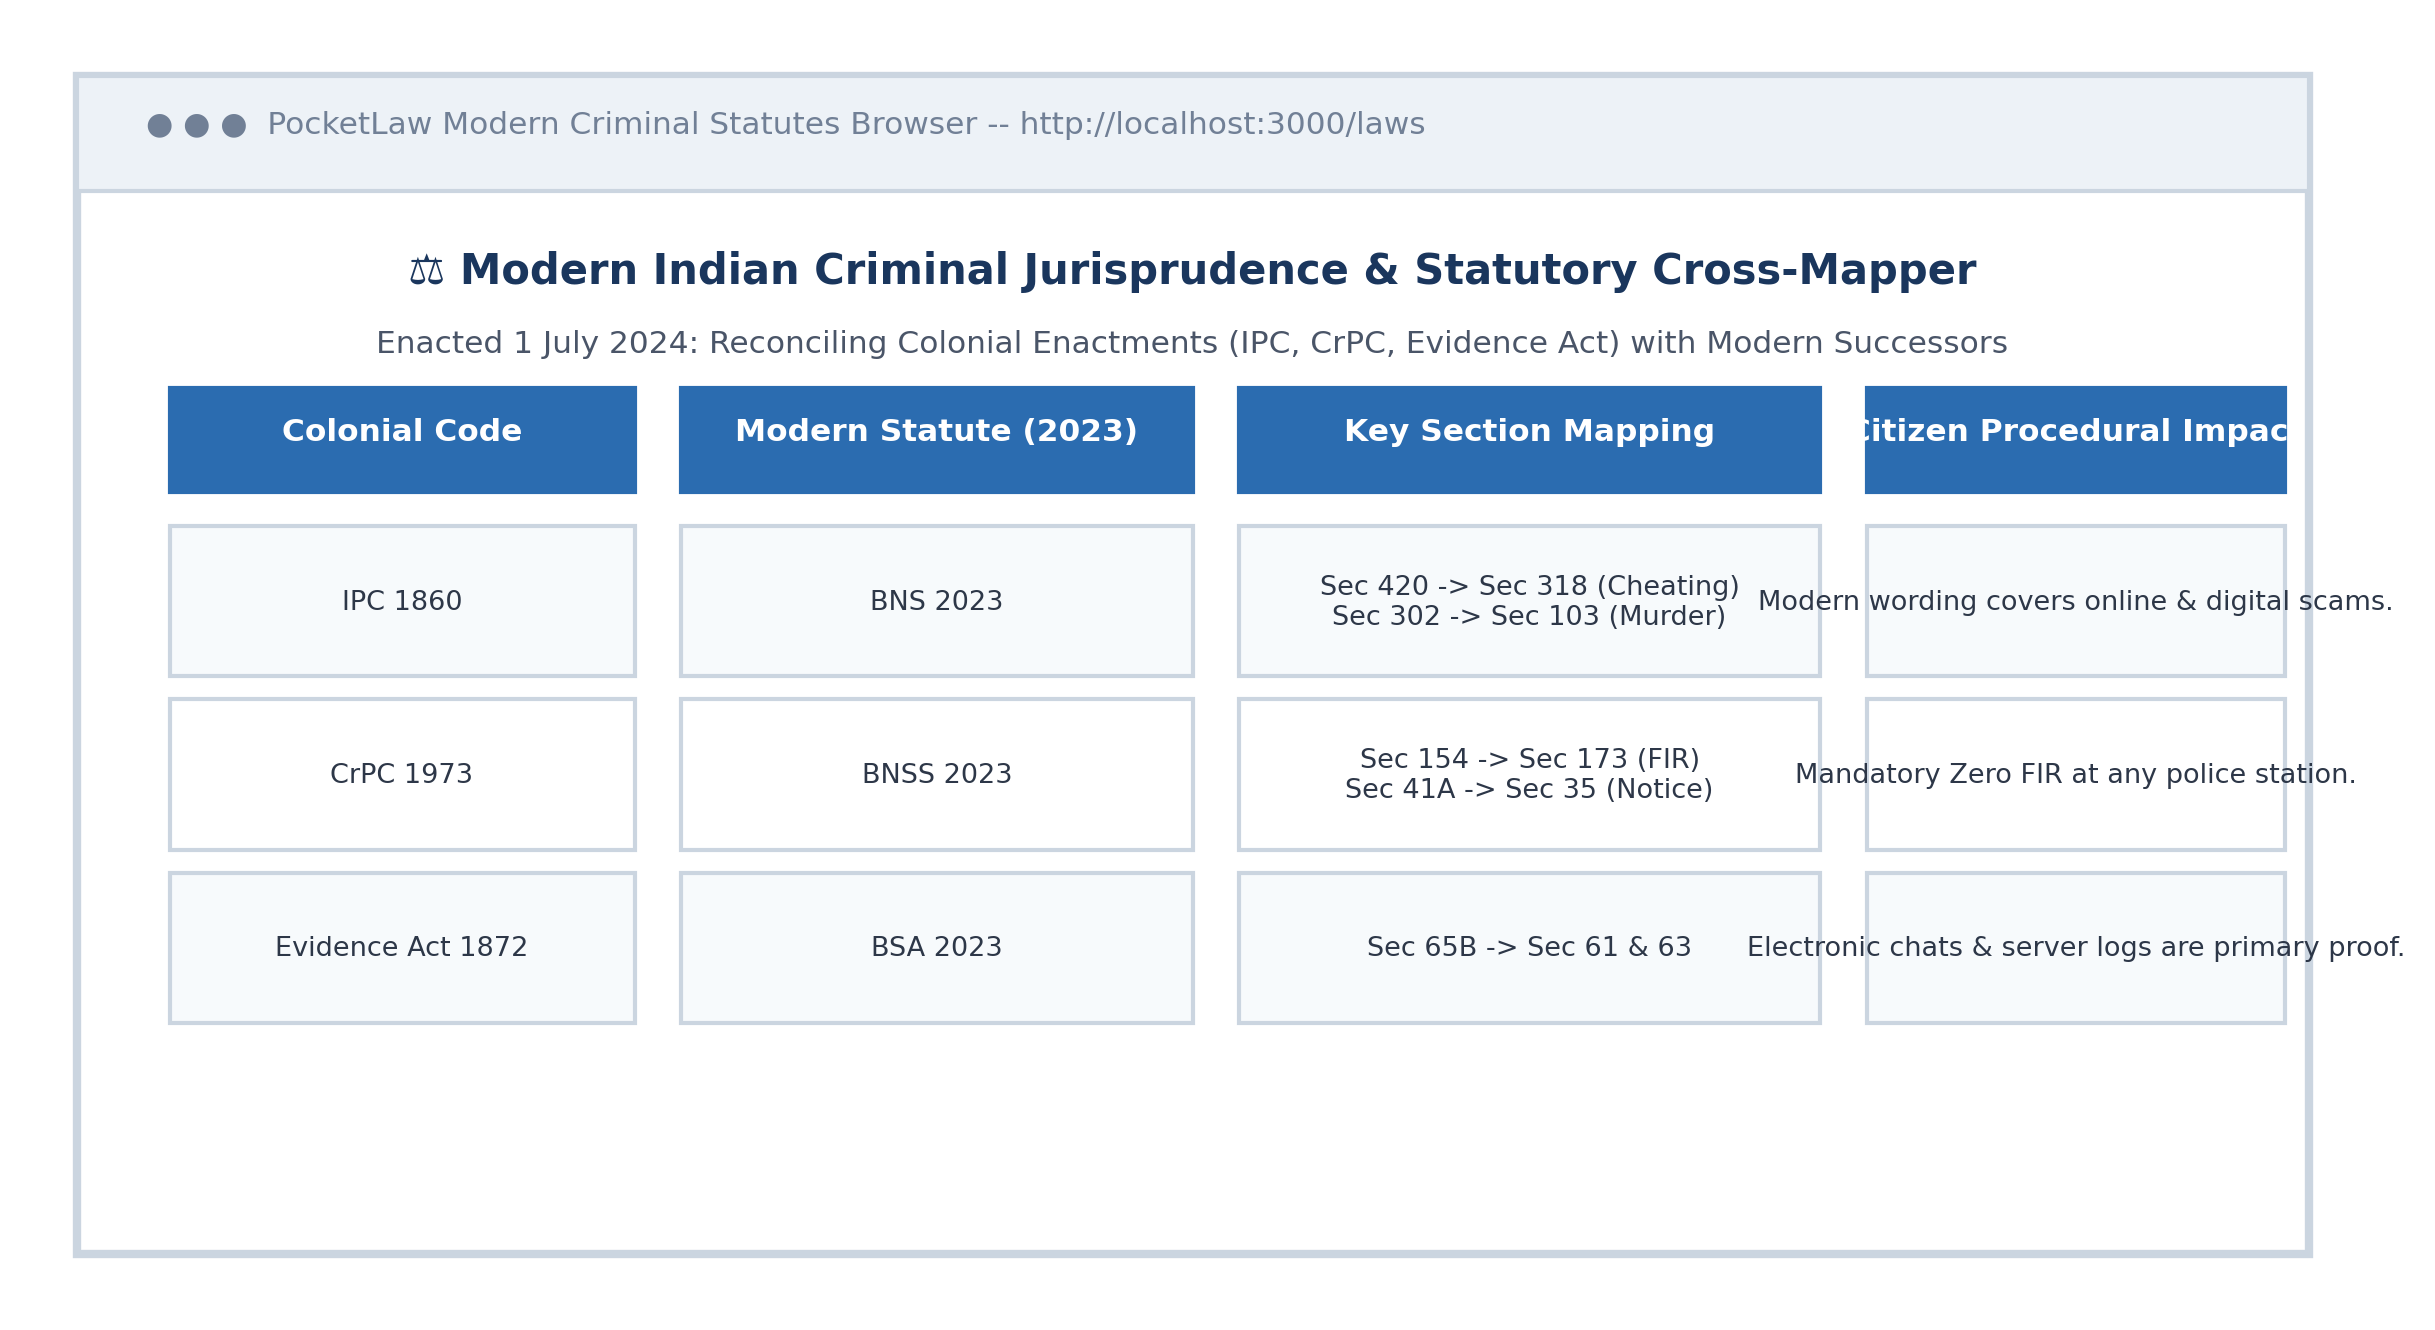 ● ● ● PocketLaw Modern Criminal Statutes Browser -- http://localhost:3000/laws
⚖ Modern Indian Criminal Jurisprudence & Statutory Cross-Mapper
Enacted 1 July 2024: Reconciling Colonial Enactments (IPC, CrPC, Evidence Act) with Modern Successors
Colonial Code
Modern Statute (2023)
Key Section Mapping
Citizen Procedural Impac
IPC 1860
BNS 2023
Sec 420 -> Sec 318 (Cheating)
Sec 302 -> Sec 103 (Murder)
Modern wording covers online & digital scams.
CrPC 1973
BNSS 2023
Sec 154 -> Sec 173 (FIR)
Sec 41A -> Sec 35 (Notice)
Mandatory Zero FIR at any police station.
Evidence Act 1872
BSA 2023
Sec 65B -> Sec 61 & 63
Electronic chats & server logs are primary proof.